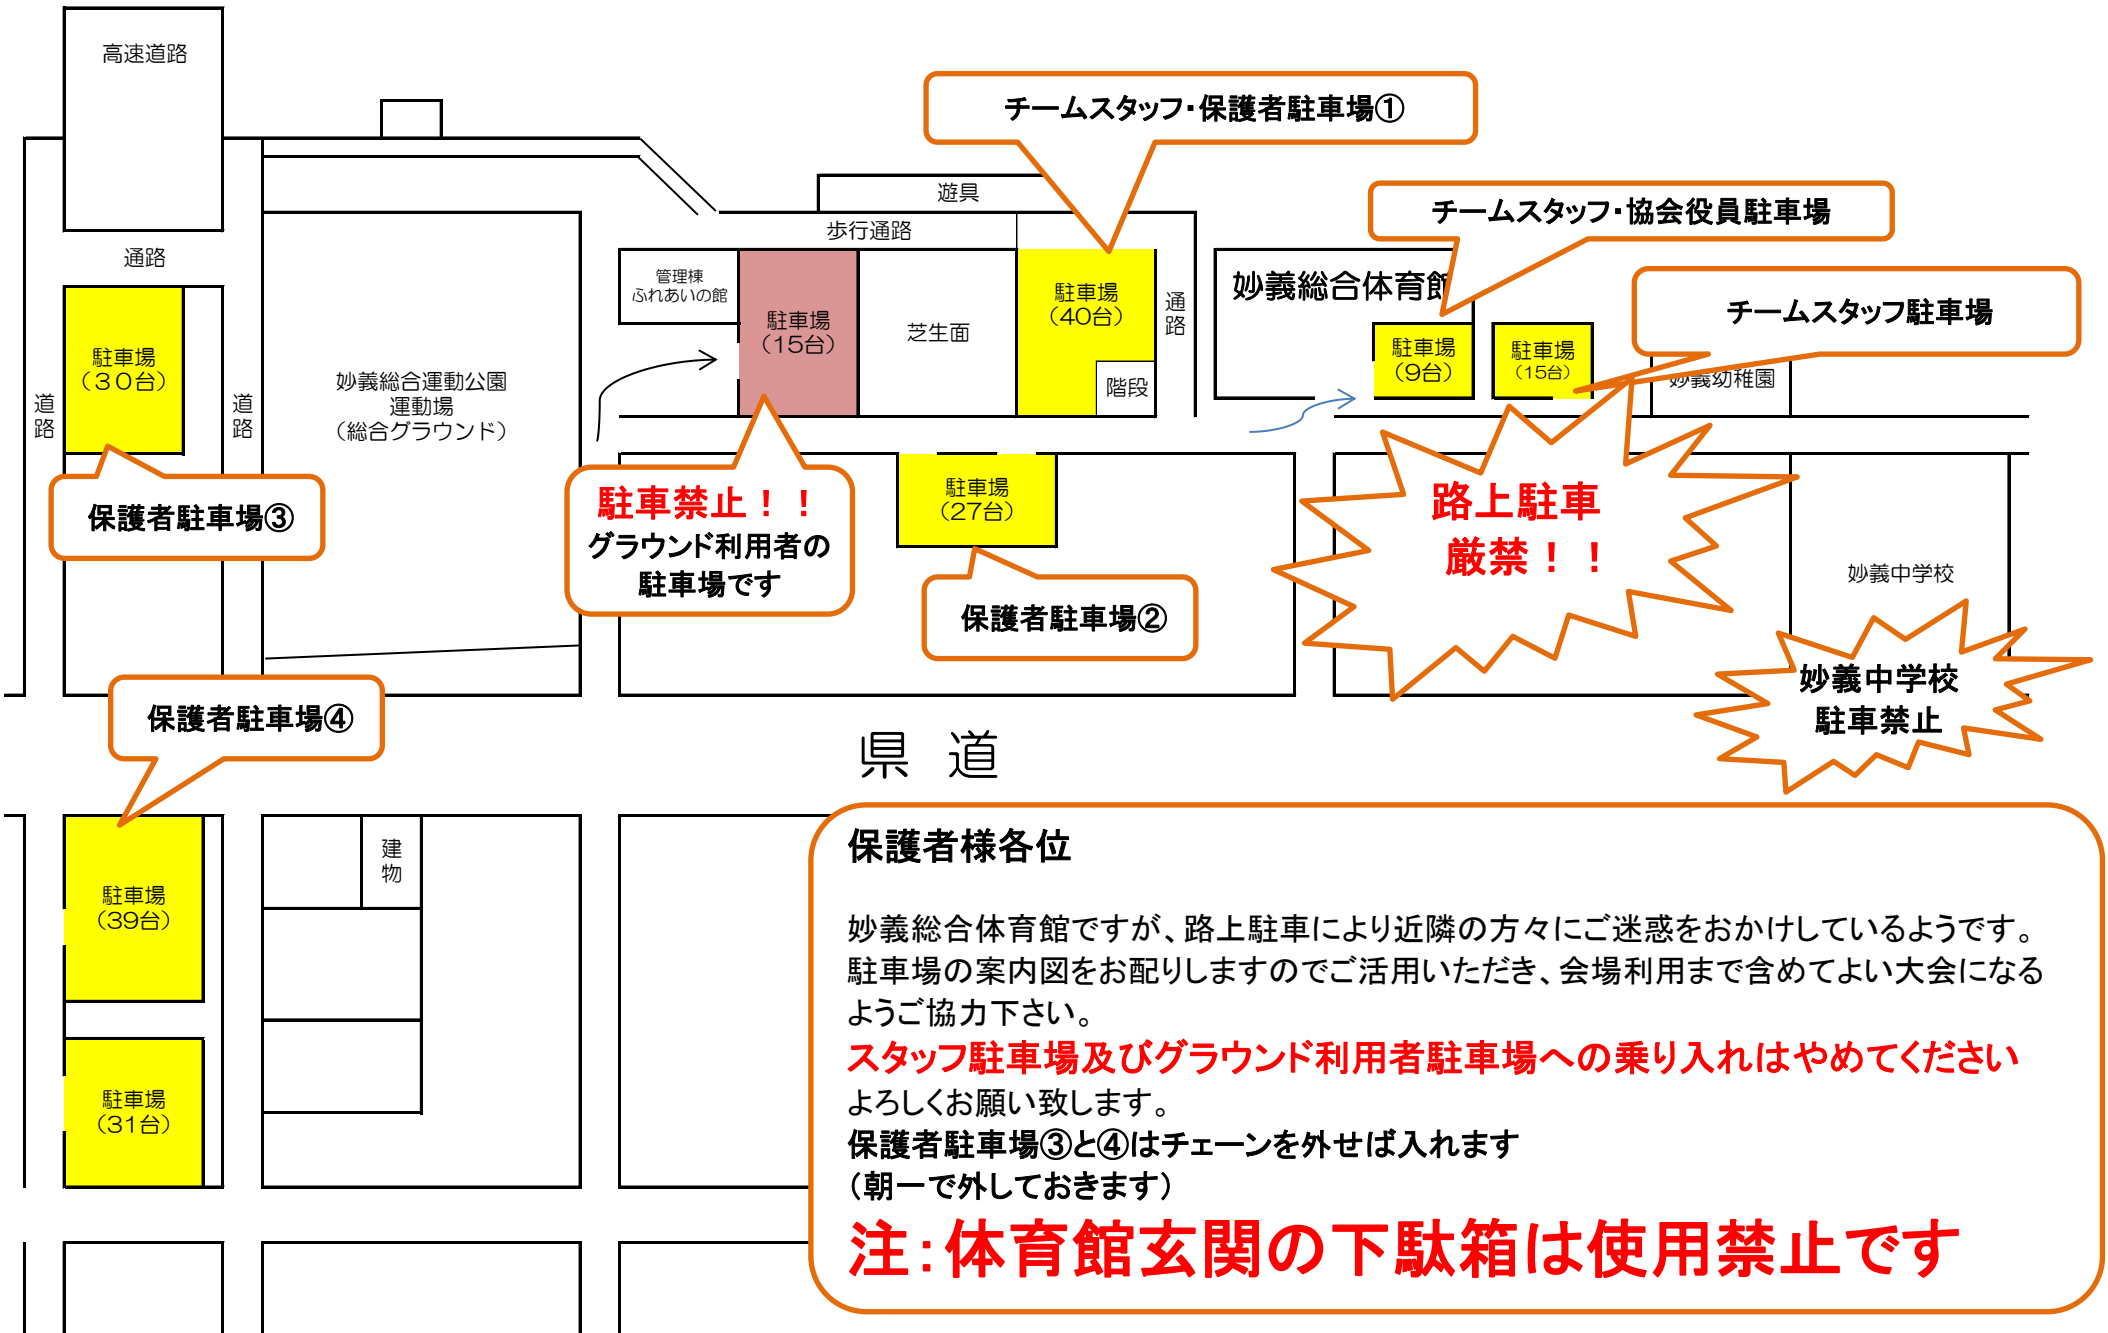 高速道路
チームスタッフ・保護者駐車場①
遊具
チームスタッフ・協会役員駐車場
歩行通路
通路
管理棟
ふれあいの館
駐車場
（15台）
芝生面
駐車場
（40台）
階段
通路
妙義総合体育館
チームスタッフ駐車場
駐車場
（9台）
駐車場
（15台）
妙義幼稚園
駐車場
（３０台）
道路
道路
妙義総合運動公園
運動場
（総合グラウンド）
保護者駐車場③
駐車禁止！！
グラウンド利用者の
駐車場です
駐車場
（27台）
保護者駐車場②
路上駐車
厳禁！！
妙義中学校
妙義中学校
駐車禁止
保護者駐車場④
県道
建物
駐車場
（39台）
駐車場
（31台）
保護者様各位
妙義総合体育館ですが、路上駐車により近隣の方々にご迷惑をおかけしているようです。
駐車場の案内図をお配りしますのでご活用いただき、会場利用まで含めてよい大会になる
ようご協力下さい。
スタッフ駐車場及びグラウンド利用者駐車場への乗り入れはやめてください
よろしくお願い致します。
保護者駐車場③と④はチェーンを外せば入れます
（朝一で外しておきます）
注：体育館玄関の下駄箱は使用禁止です